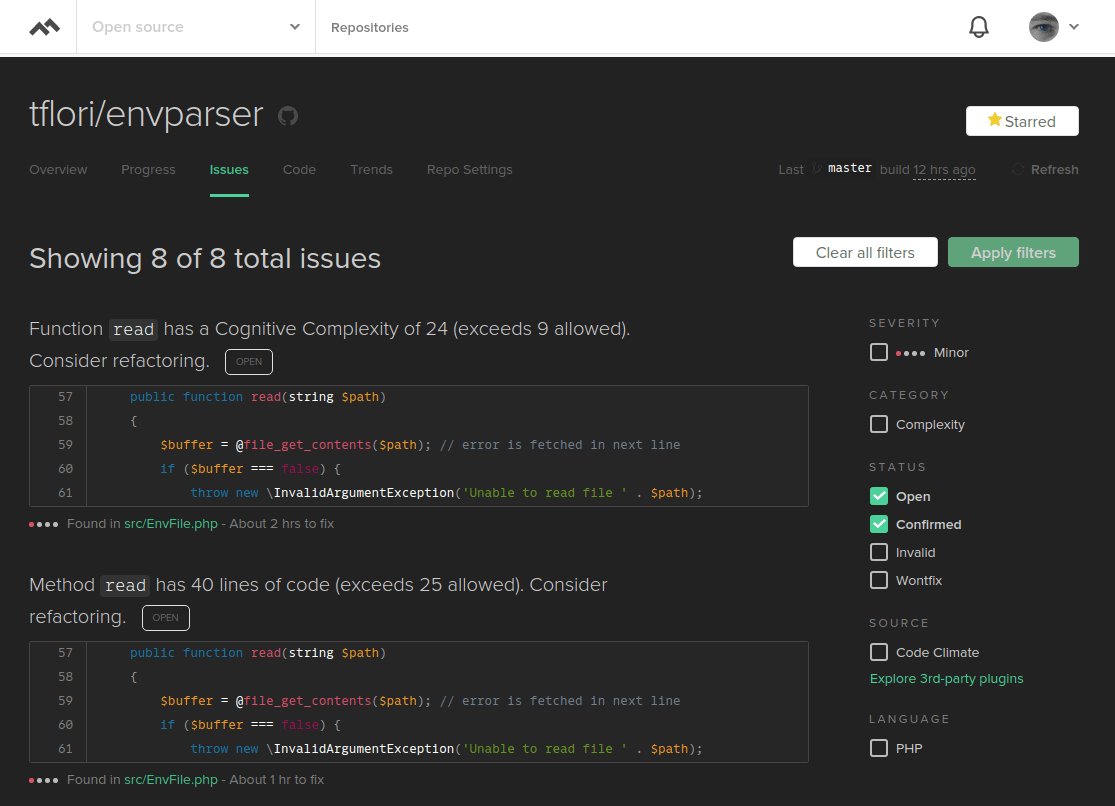 Open source
Repositories
tflori/envparser
Starred
Overview Progress Issues Code Trends Repo Settings
Last master build 12 hrs ago Refresh
Showing 8 of 8 total issues
Clear all filters Apply filters
Function read has a Cognitive Complexity of 24 (exceeds 9 allowed).
Consider refactoring. OPEN
57 public function read(string $path)
58 {
59 $buffer = @file_get_contents($path); // error is fetched in next line
60 if ($buffer === false) {
61 throw new \InvalidArgumentException('Unable to read file ' . $path);
Found in src/EnvFile.php - About 2 hrs to fix
Method read has 40 lines of code (exceeds 25 allowed). Consider
refactoring. OPEN
57 public function read(string $path)
58 {
59 $buffer = @file_get_contents($path); // error is fetched in next line
60 if ($buffer === false) {
61 throw new \InvalidArgumentException('Unable to read file ' . $path);
Found in src/EnvFile.php - About 1 hr to fix
SEVERITY
Minor
CATEGORY
Complexity
STATUS
Open
Confirmed
Invalid
Wontfix
SOURCE
Code Climate
Explore 3rd-party plugins
LANGUAGE
PHP